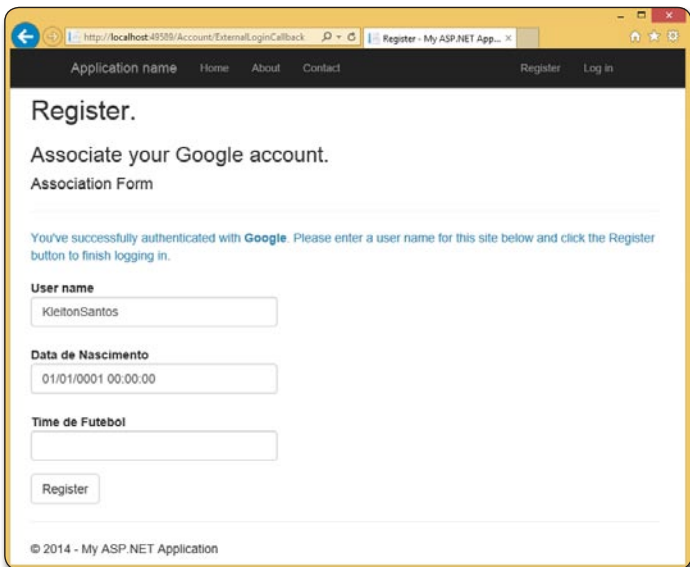 http://localhost:49589/Account/ExternalLoginCallback
Register - My ASP.NET App...
Application name Home About Contact Register Log in
Register.
Associate your Google account.
Association Form
You've successfully authenticated with Google. Please enter a user name for this site below and click the Register
button to finish logging in.
User name
KleitonSantos
Data de Nascimento
01/01/0001 00:00:00
Time de Futebol
Register
© 2014 - My ASP.NET Application